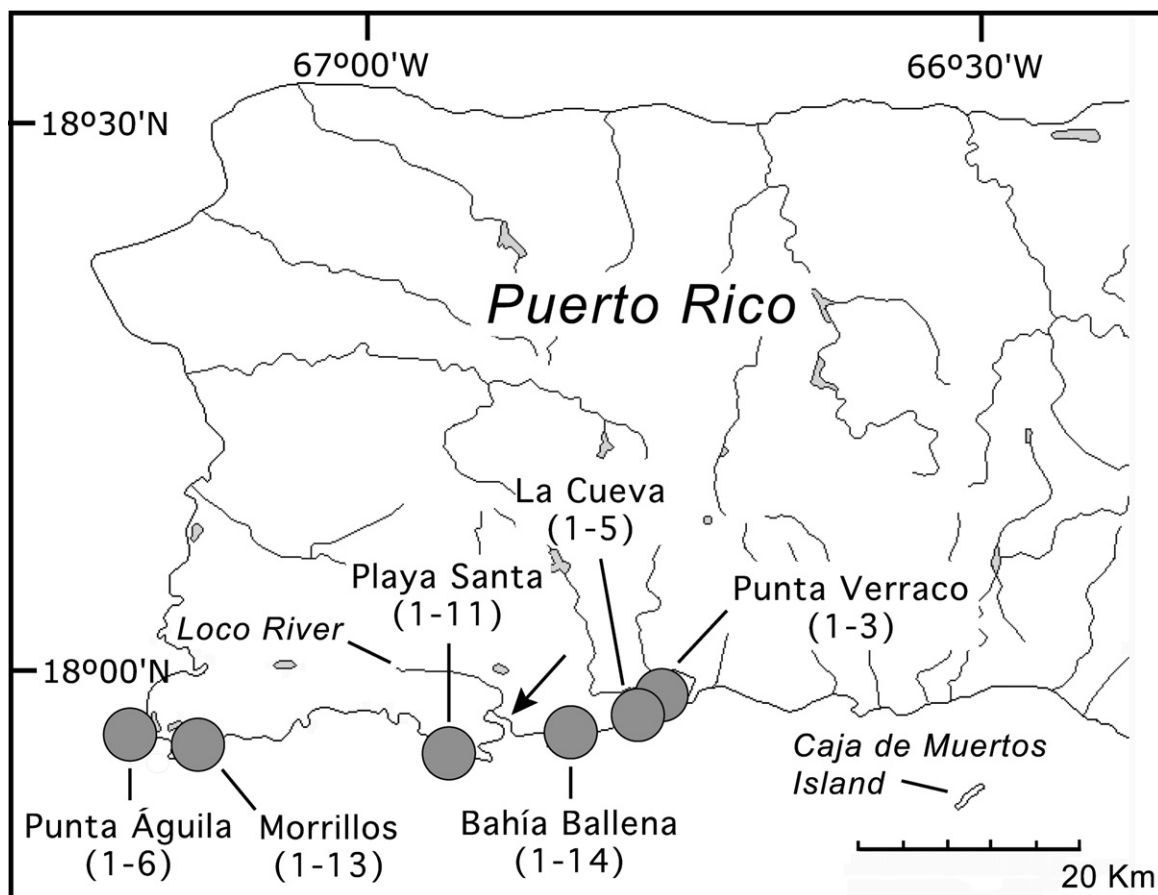 67º00'W
66º30'W
18º30'N
Puerto Rico
La Cueva
(1-5)
Playa Santa
(1-11)
Punta Verraco
(1-3)
Loco River
18º00'N
Caja de Muertos
Island
Punta Águila
(1-6)
Morrillos
(1-13)
Bahía Ballena
(1-14)
20 Km